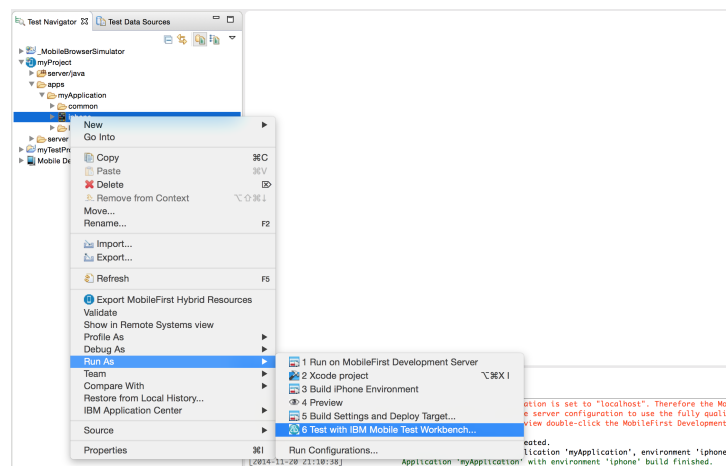 Test Navigator
Test Data Sources
_MobileBrowserSimulator
myProject
server/java
apps
myApplication
common
iphone
server
myTestPr
Mobile De
New
Go Into
Copy ⌘C
Paste ⌘V
Delete ⌦
Remove from Context ⌥⇧⌘↓
Move...
Rename... F2
Import...
Export...
Refresh F5
Export MobileFirst Hybrid Resources
Validate
Show in Remote Systems view
Profile As
Debug As
Run As
Team
Compare With
Restore from Local History...
IBM Application Center
Source
Properties ⌘I
1 Run on MobileFirst Development Server
2 Xcode project ⌥⌘X I
3 Build iPhone Environment
4 Preview
5 Build Settings and Deploy Target...
6 Test with IBM Mobile Test Workbench...
Run Configurations...
ation is set to "localhost". Therefore the Mo
e server configuration to use the fully quali
view double-click the MobileFirst Development
eated.
lication 'myApplication', environment 'iphone
[2014-11-20 21:10:38] Application 'myApplication' with environment 'iphone' build finished.